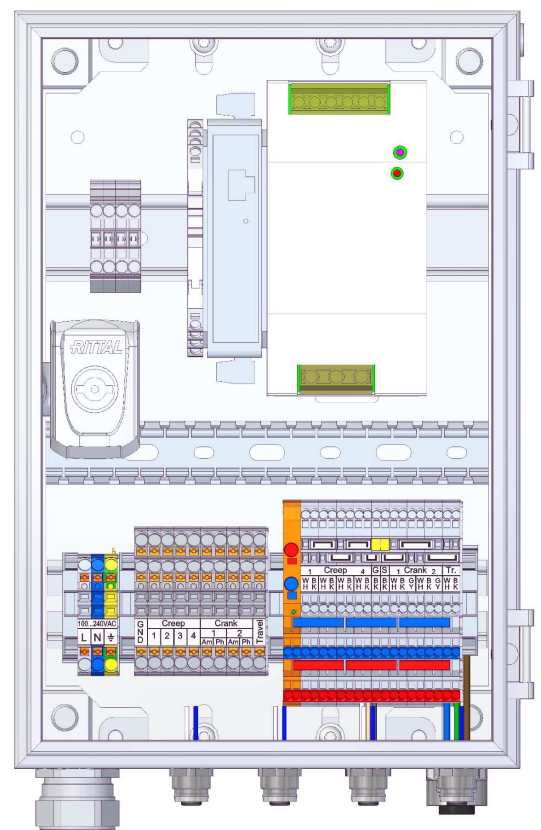 RITTAL
1 Creep 4 G S 1 Crank 2 Tr.
W B W B W B W B B B W B G W B G W B
H K H K H K H K K K H K Y H K Y H K
100...240VAC
L N
GND
Creep
1 2 3 4
Crank
1 2
Am Ph Am Ph
Travel